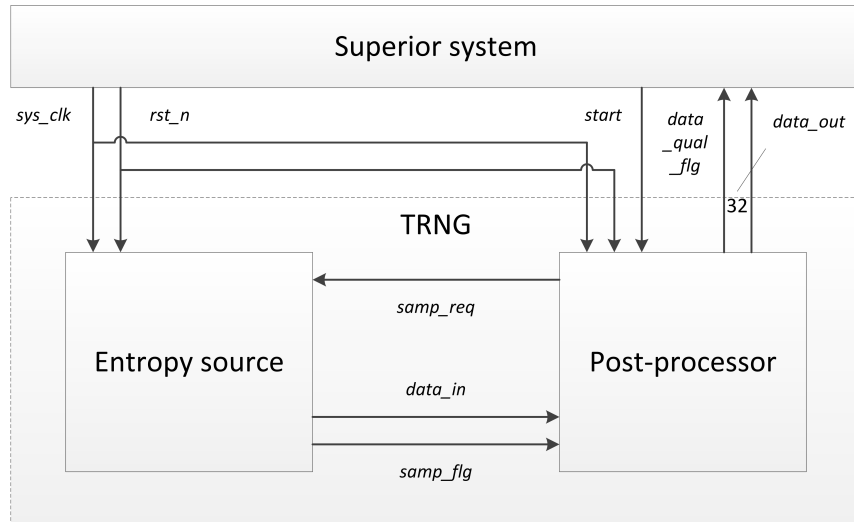 Superior system
sys_clk
rst_n
start
data
_qual
_flg
data_out
32
TRNG
samp_req
Entropy source
Post-processor
data_in
samp_flg